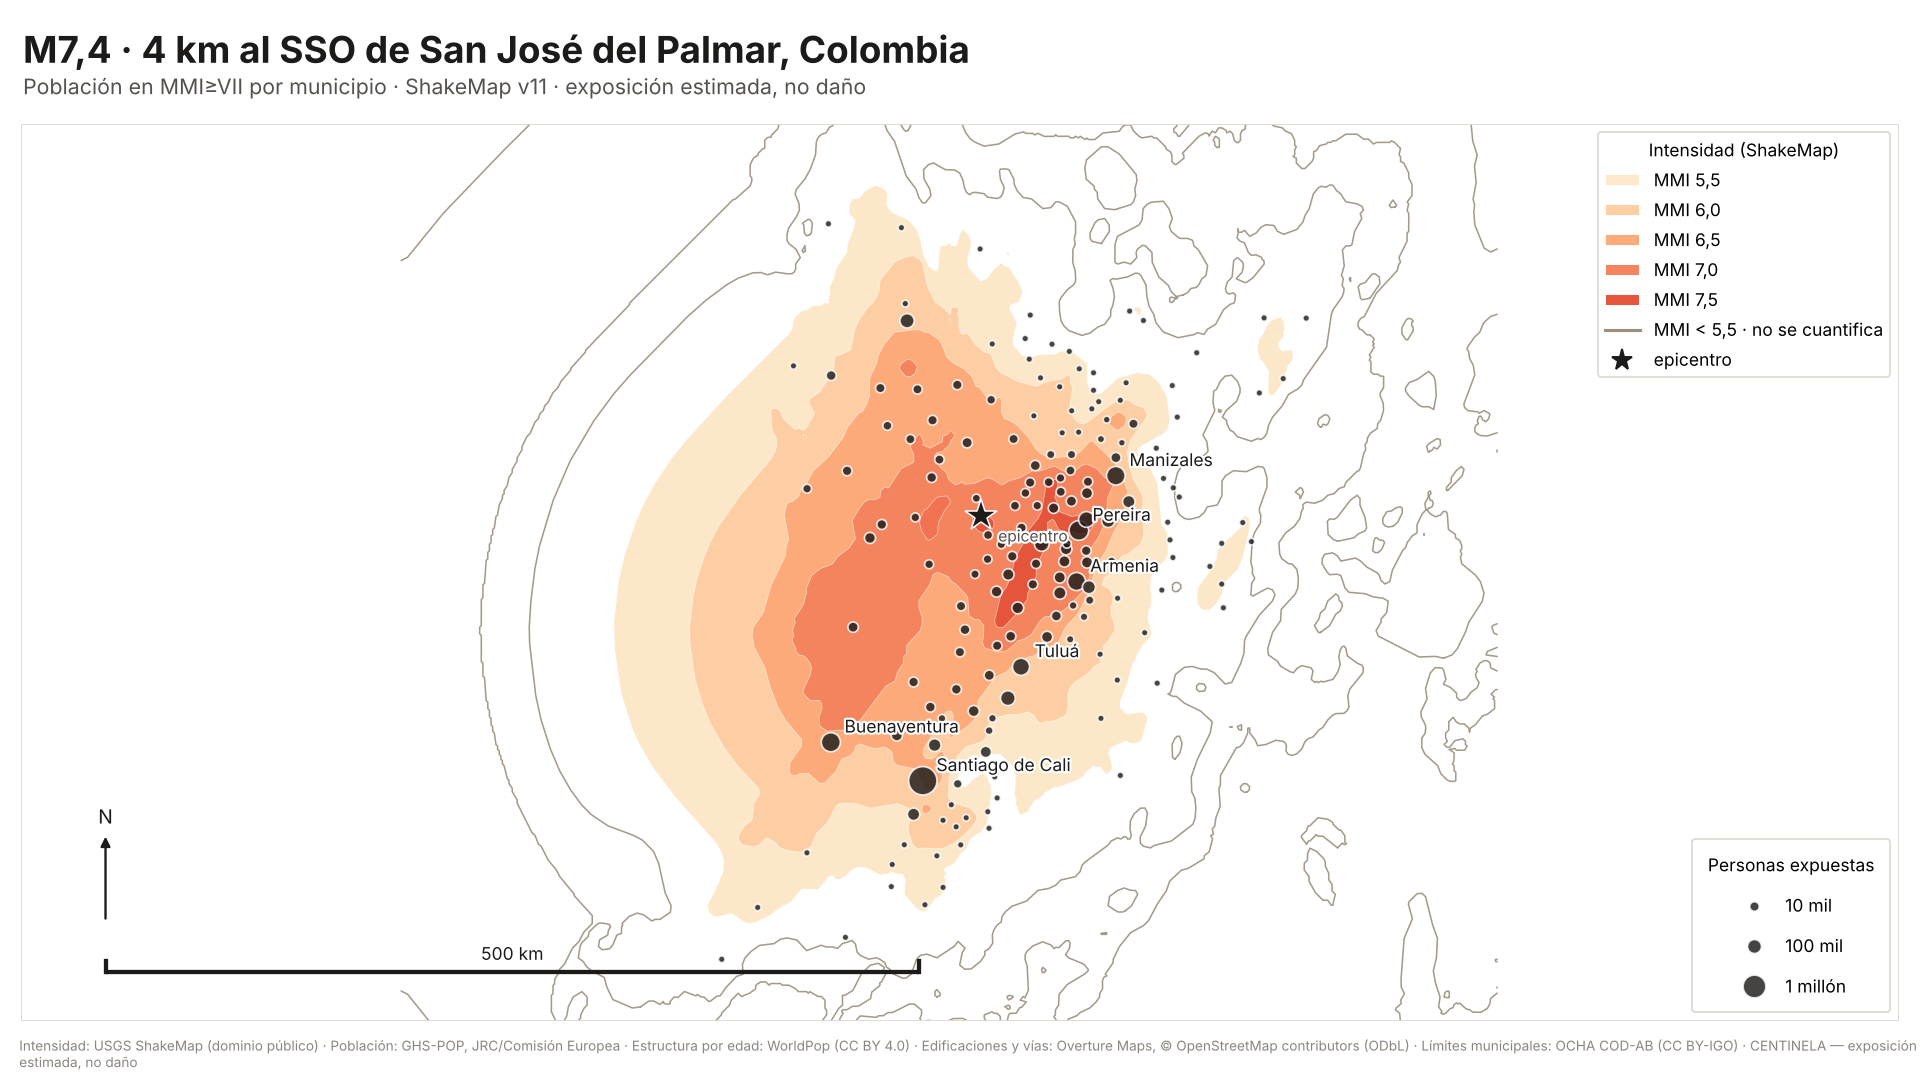 M7,4 · 4 km al SSO de San José del Palmar, Colombia
Población en MMI≥VII por municipio · ShakeMap v11 · exposición estimada, no daño
Intensidad (ShakeMap)
MMI 5,5
MMI 6,0
MMI 6,5
MMI 7,0
MMI 7,5
MMI < 5,5 · no se cuantifica
epicentro
Manizales
Pereira
epicentro
Armenia
Tuluá
Buenaventura
Santiago de Cali
N
500 km
Personas expuestas
10 mil
100 mil
1 millón
Intensidad: USGS ShakeMap (dominio público) · Población: GHS-POP, JRC/Comisión Europea · Estructura por edad: WorldPop (CC BY 4.0) · Edificaciones y vías: Overture Maps, © OpenStreetMap contributors (ODbL) · Límites municipales: OCHA COD-AB (CC BY-IGO) · CENTINELA — exposición
estimada, no daño